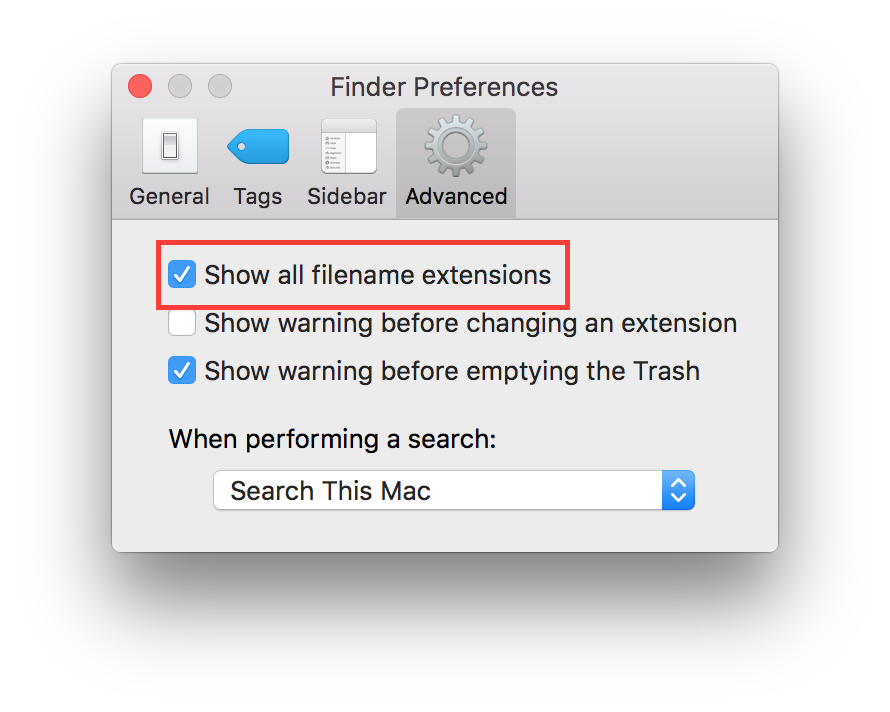 Finder Preferences
General Tags Sidebar Advanced
Show all filename extensions
Show warning before changing an extension
Show warning before emptying the Trash
When performing a search:
Search This Mac